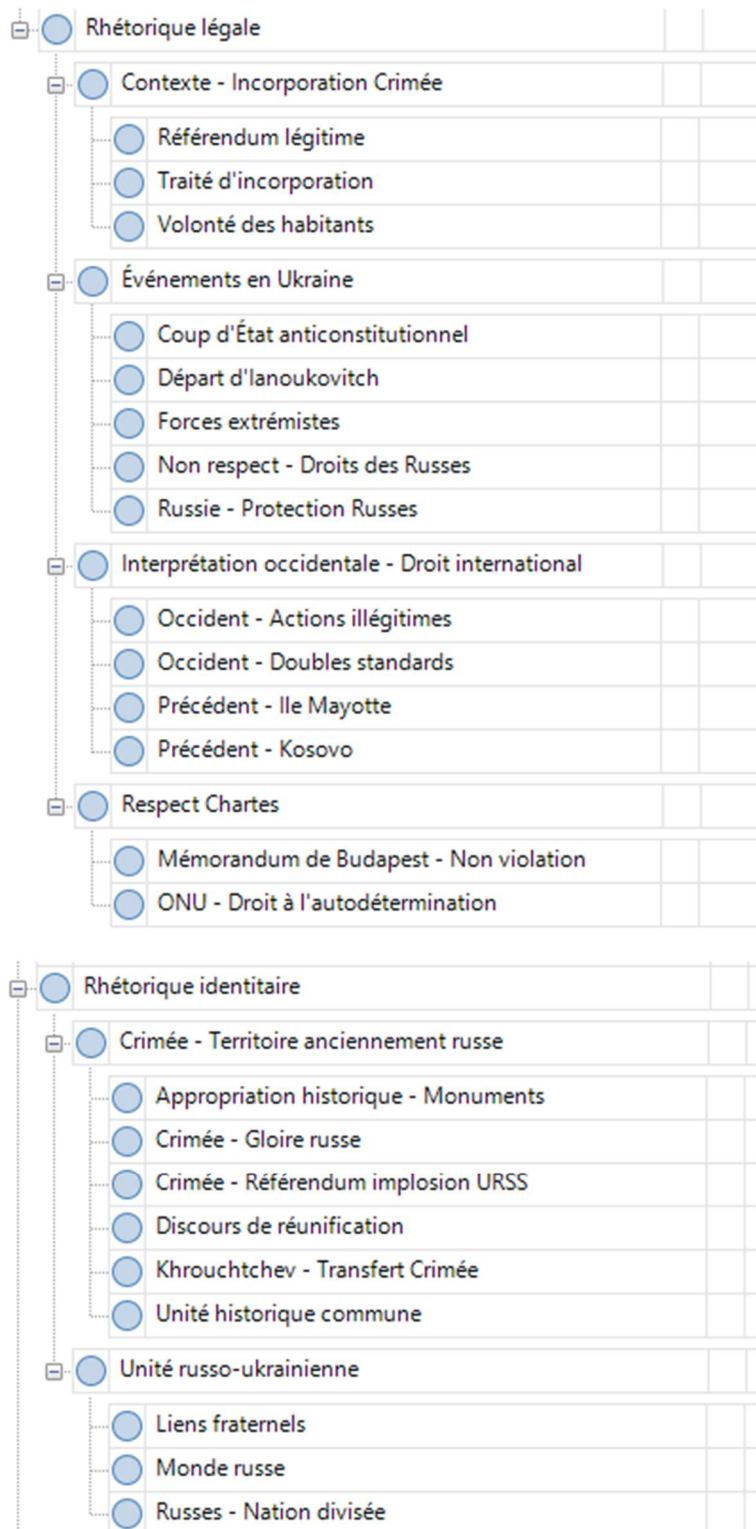 Rhétorique légale
Contexte - Incorporation Crimée
Référendum légitime
Traité d'incorporation
Volonté des habitants
Événements en Ukraine
Coup d'État anticonstitutionnel
Départ d'Ianoukovitch
Forces extrémistes
Non respect - Droits des Russes
Russie - Protection Russes
Interprétation occidentale - Droit international
Occident - Actions illégitimes
Occident - Doubles standards
Précédent - Ile Mayotte
Précédent - Kosovo
Respect Chartes
Mémorandum de Budapest - Non violation
ONU - Droit à l'autodétermination
Rhétorique identitaire
Crimée - Territoire anciennement russe
Appropriation historique - Monuments
Crimée - Gloire russe
Crimée - Référendum implosion URSS
Discours de réunification
Khrouchtchev - Transfert Crimée
Unité historique commune
Unité russo-ukrainienne
Liens fraternels
Monde russe
Russes - Nation divisée